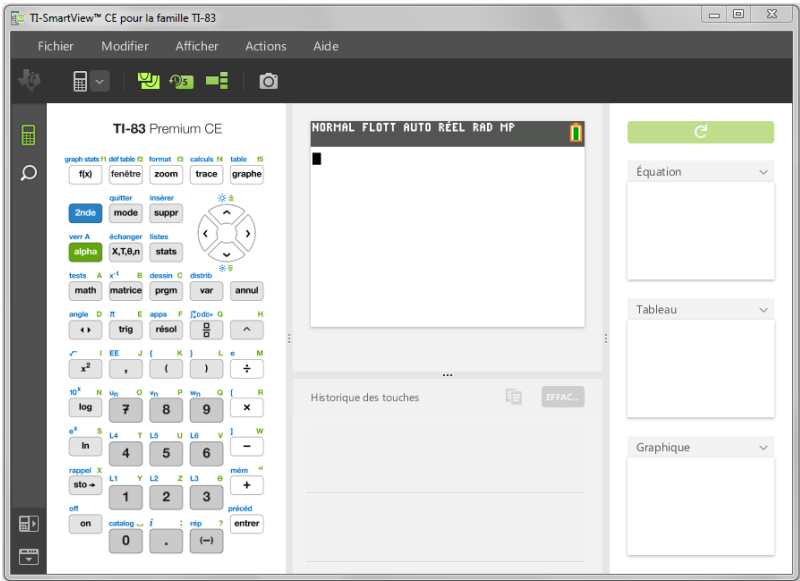 TI-SmartView™ CE pour la famille TI-83
Fichier Modifier Afficher Actions Aide
TI-83 Premium CE
graph stats f1 déf table f2 format f3 calculs f4 table f5
f(x) fenêtre zoom trace graphe
quitter insérer
2nde mode suppr
verr A échanger listes
alpha X,T,θ,n stats
tests A x⁻¹ B dessin C distrib
math matrice prgm var annul
angle D π E apps F G H
trig résol ^
√ I EE J { K } L e M
x² , ( ) ÷
10ˣ N uₙ O vₙ P wₙ Q [ R
log 7 8 9 ×
eˣ S L4 T L5 U L6 V ] W
ln 4 5 6 −
rappel X L1 Y L2 Z L3 θ mém "
sto→ 1 2 3 +
off catalog i : rép ? précéd
on 0 . (−) entrer
NORMAL FLOTT AUTO RÉEL RAD MP
Historique des touches EFFAC...
Équation
Tableau
Graphique